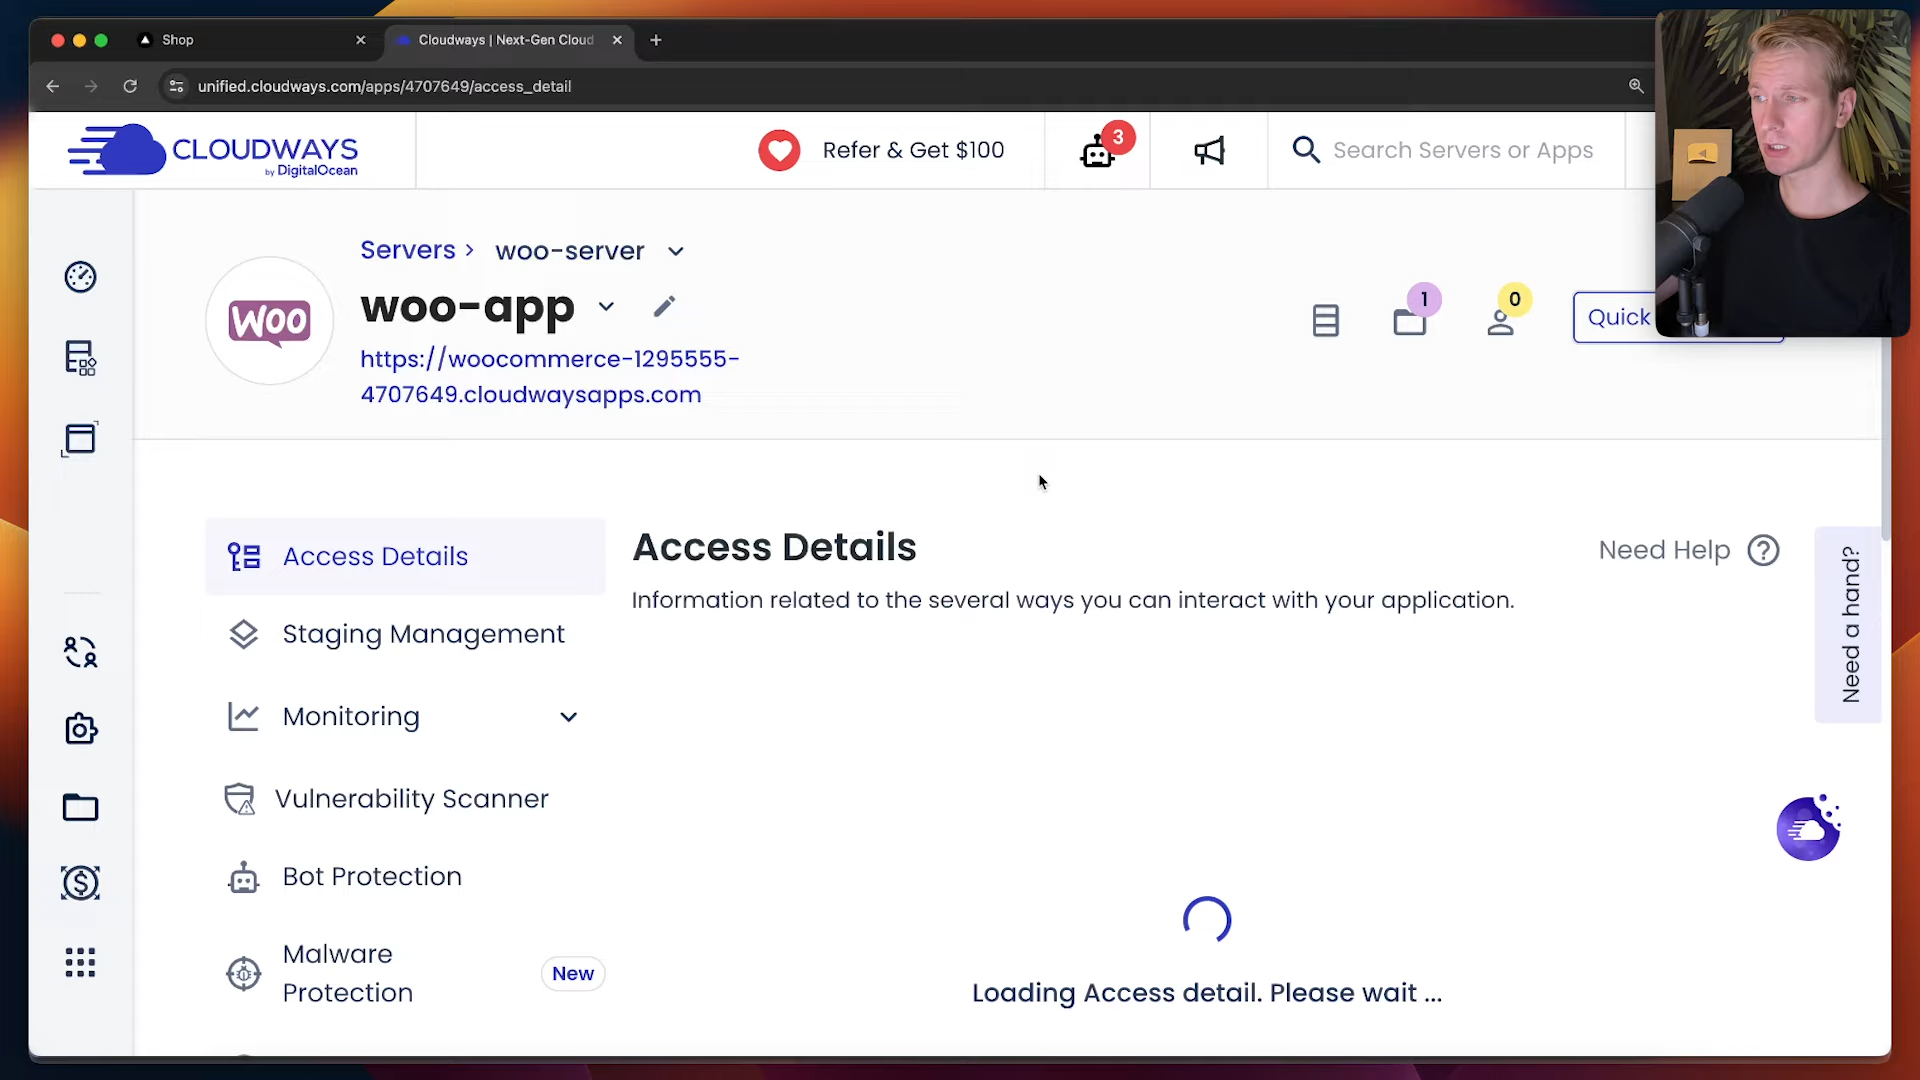 Shop
Cloudways | Next-Gen Cloud
unified.cloudways.com/apps/4707649/access_detail
CLOUDWAYS
by DigitalOcean
Refer & Get $100
3
Search Servers or Apps
Servers > woo-server
WOO
woo-app
1
0
Quick
https://woocommerce-1295555-
4707649.cloudwaysapps.com
Access Details
Staging Management
Monitoring
Vulnerability Scanner
Bot Protection
Malware
Protection
New
Access Details
Need Help
Information related to the several ways you can interact with your application.
Need a hand?
Loading Access detail. Please wait ...